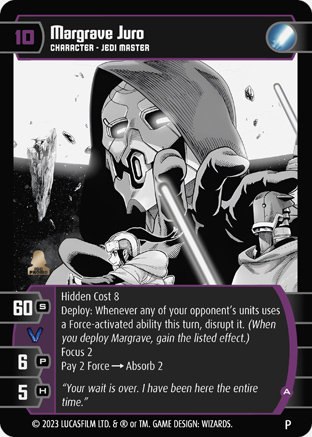 10
Margrave Juro
CHARACTER - JEDI MASTER
60 S
Hidden Cost 8
Deploy: Whenever any of your opponent's units uses
a Force-activated ability this turn, disrupt it. (When
you deploy Margrave, gain the listed effect.)
6 P
Focus 2
Pay 2 Force → Absorb 2
5 H
"Your wait is over. I have been here the entire
time."
A
© 2023 LUCASFILM LTD. & ® or TM. GAME DESIGN: WIZARDS.
P